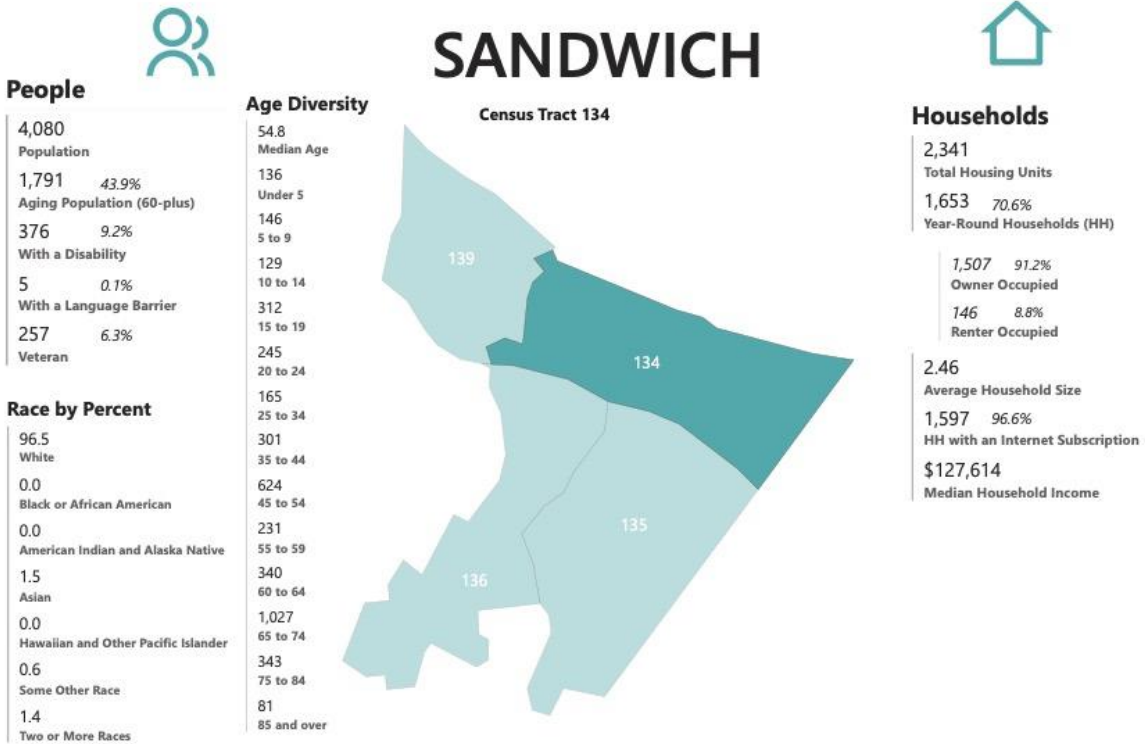 SANDWICH
Census Tract 134
People
4,080
Population
1,791 43.9%
Aging Population (60-plus)
376 9.2%
With a Disability
5 0.1%
With a Language Barrier
257 6.3%
Veteran
Race by Percent
96.5
White
0.0
Black or African American
0.0
American Indian and Alaska Native
1.5
Asian
0.0
Hawaiian and Other Pacific Islander
0.6
Some Other Race
1.4
Two or More Races
Age Diversity
54.8
Median Age
136
Under 5
146
5 to 9
129
10 to 14
312
15 to 19
245
20 to 24
165
25 to 34
301
35 to 44
624
45 to 54
231
55 to 59
340
60 to 64
1,027
65 to 74
343
75 to 84
81
85 and over
139
134
135
136
Households
2,341
Total Housing Units
1,653 70.6%
Year-Round Households (HH)
1,507 91.2%
Owner Occupied
146 8.8%
Renter Occupied
2.46
Average Household Size
1,597 96.6%
HH with an Internet Subscription
$127,614
Median Household Income